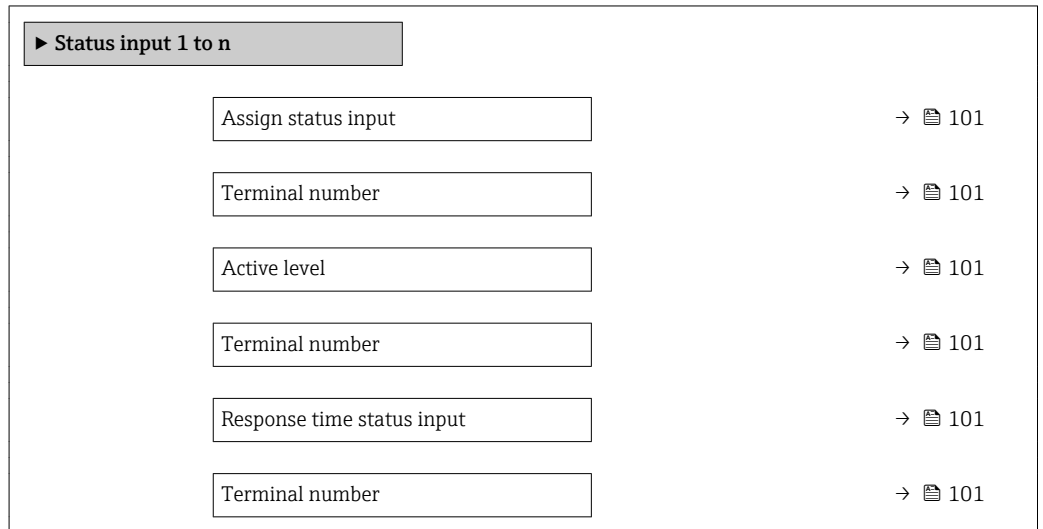 ▶ Status input 1 to n
Assign status input → 101
Terminal number → 101
Active level → 101
Terminal number → 101
Response time status input → 101
Terminal number → 101